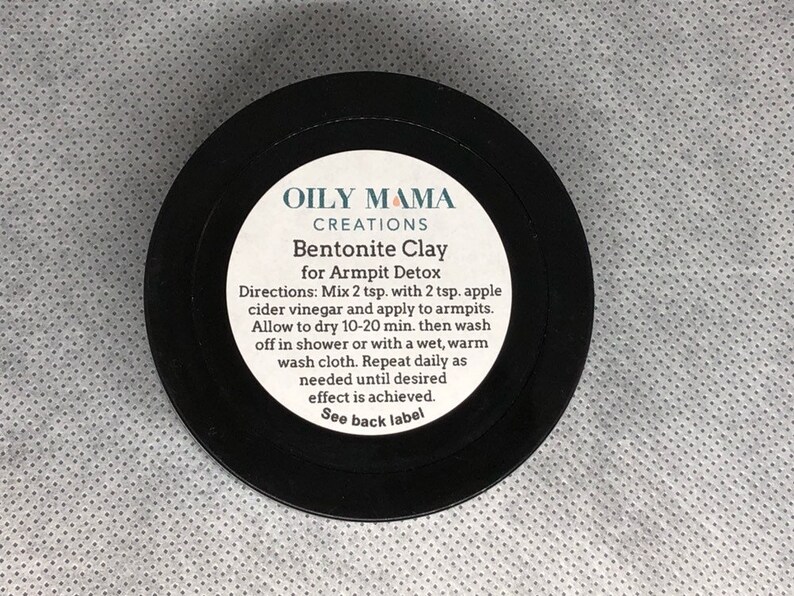 OILY MAMA
CREATIONS
Bentonite Clay
for Armpit Detox
Directions: Mix 2 tsp. with 2 tsp. apple
cider vinegar and apply to armpits.
Allow to dry 10-20 min. then wash
off in shower or with a wet, warm
wash cloth. Repeat daily as
needed until desired
effect is achieved.
See back label